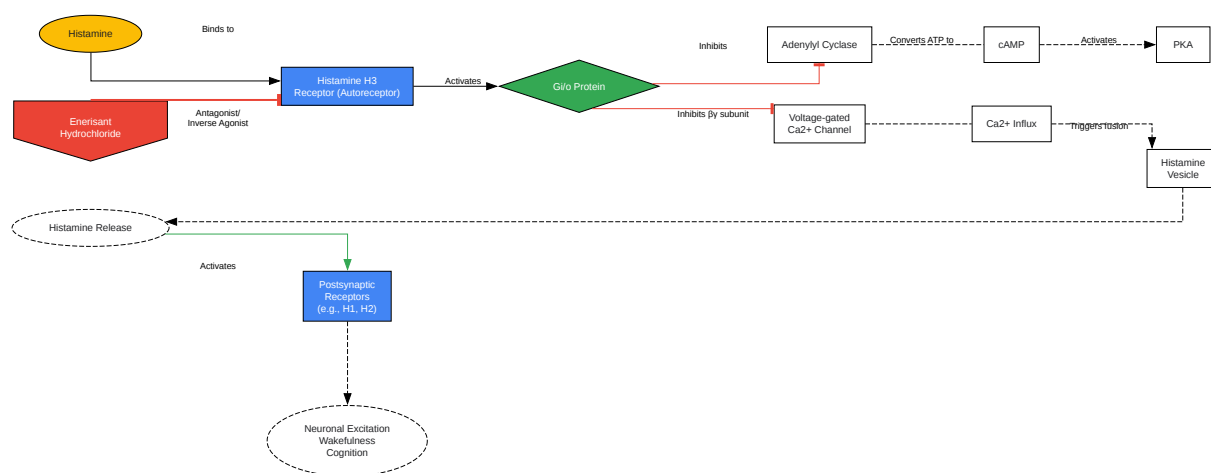 Histamine
Binds to
Histamine H3
Receptor (Autoreceptor)
Activates
Gi/o Protein
Inhibits
Adenylyl Cyclase
Converts ATP to
cAMP
Activates
PKA
Enerisant
Hydrochloride
Antagonist/
Inverse Agonist
Inhibits βγ subunit
Voltage-gated
Ca2+ Channel
Ca2+ Influx
Triggers fusion
Histamine
Vesicle
Histamine Release
Activates
Postsynaptic
Receptors
(e.g., H1, H2)
Neuronal Excitation
Wakefulness
Cognition